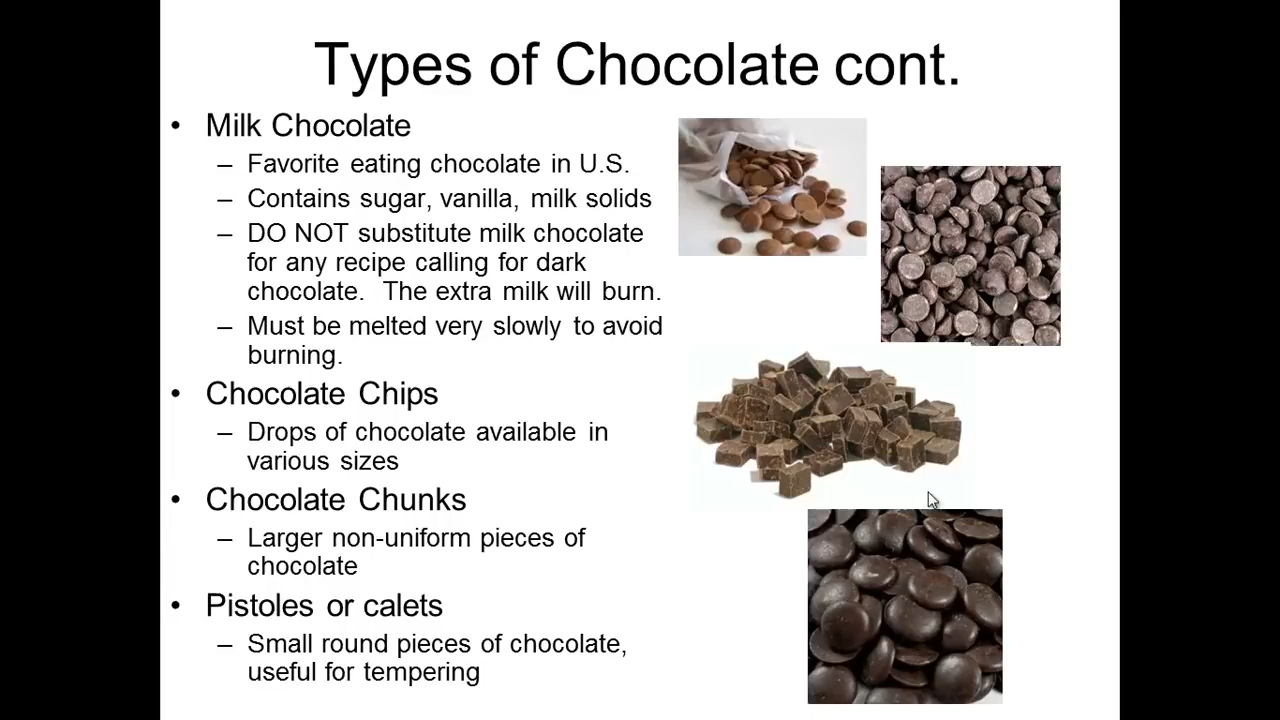 Types of Chocolate cont.
• Milk Chocolate
– Favorite eating chocolate in U.S.
– Contains sugar, vanilla, milk solids
– DO NOT substitute milk chocolate
for any recipe calling for dark
chocolate. The extra milk will burn.
– Must be melted very slowly to avoid
burning.
• Chocolate Chips
– Drops of chocolate available in
various sizes
• Chocolate Chunks
– Larger non-uniform pieces of
chocolate
• Pistoles or calets
– Small round pieces of chocolate,
useful for tempering